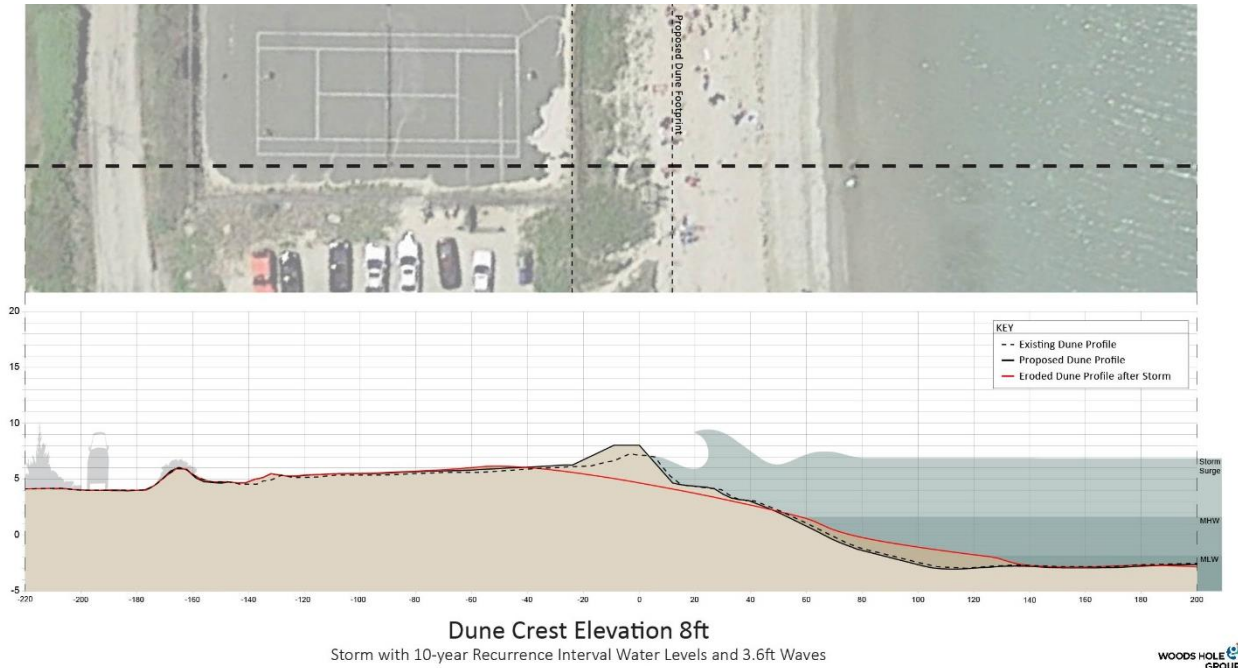 Proposed Dune Footprint
20
15
10
5
0
-5
KEY
Existing Dune Profile
Proposed Dune Profile
Eroded Dune Profile after Storm
Storm
Surge
MHW
MLW
-220 -200 -180 -160 -140 -120 -100 -80 -60 -40 -20 0 20 40 60 80 100 120 140 160 180 200
Dune Crest Elevation 8ft
Storm with 10-year Recurrence Interval Water Levels and 3.6ft Waves
WOODS HOLE
GROUP